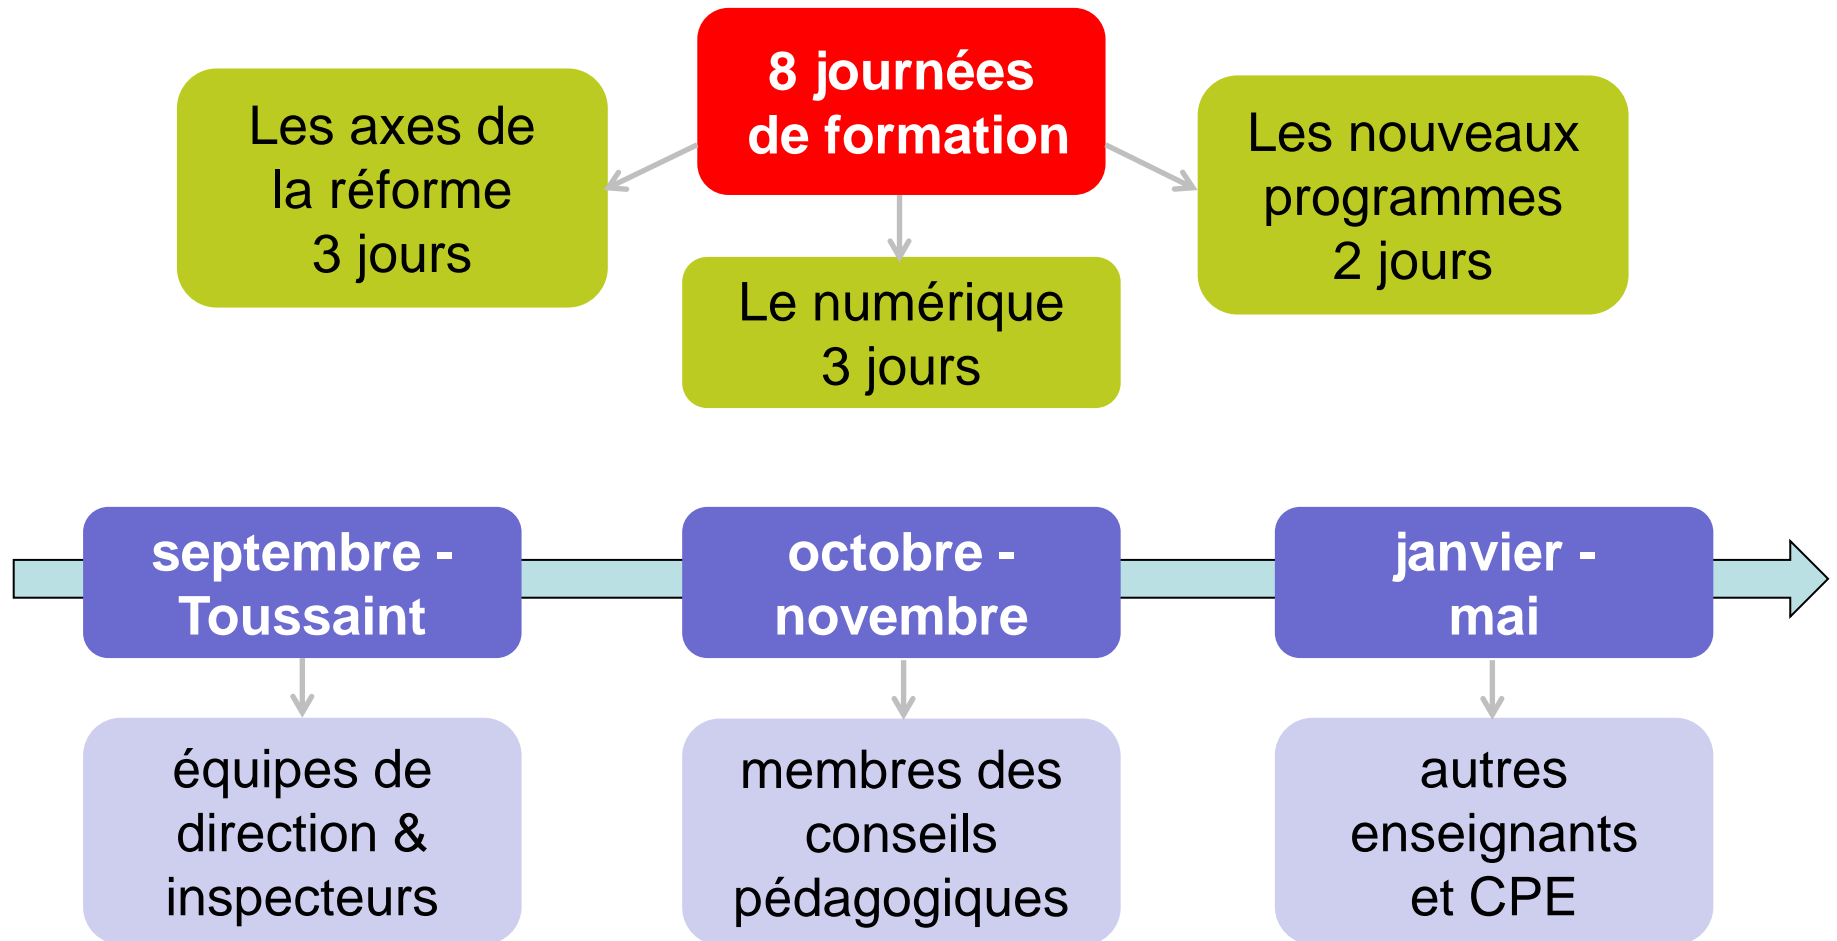 8 journées
de formation
Les axes de
la réforme
3 jours
Le numérique
3 jours
Les nouveaux
programmes
2 jours
septembre -
Toussaint
octobre -
novembre
janvier -
mai
équipes de
direction &
inspecteurs
membres des
conseils
pédagogiques
autres
enseignants
et CPE